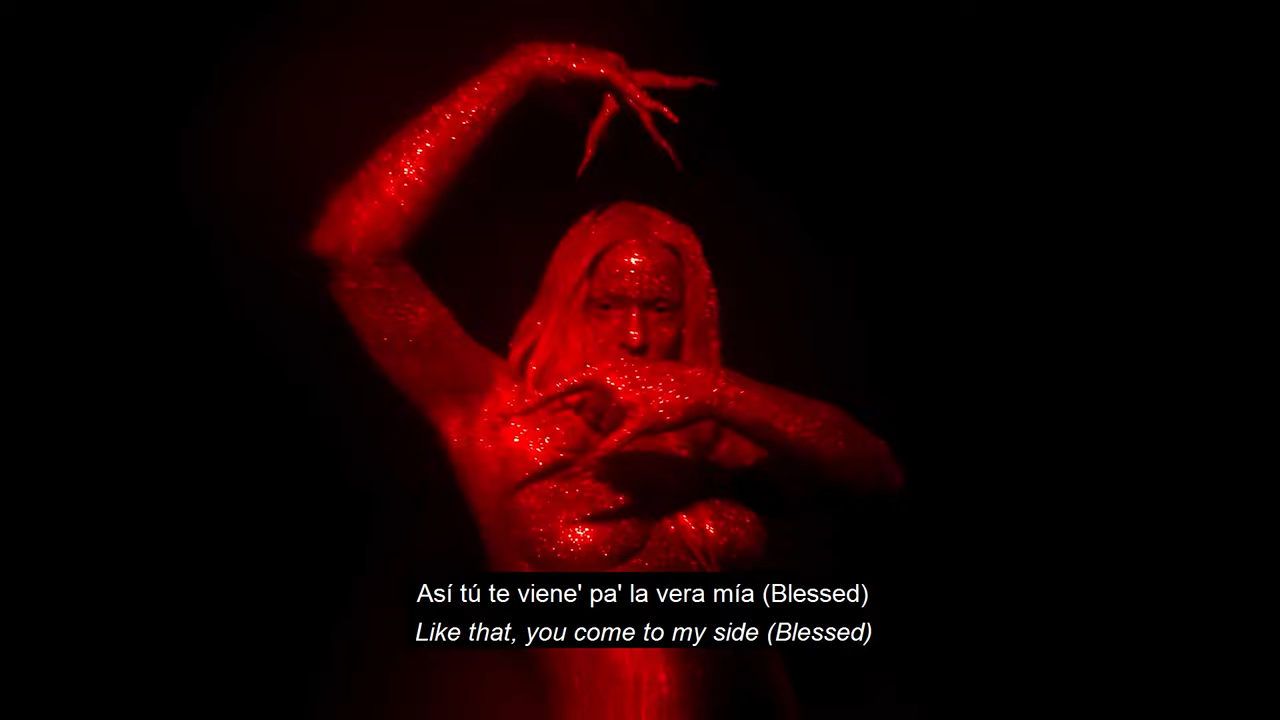 Así tú te viene' pa' la vera mía (Blessed)
Like that, you come to my side (Blessed)